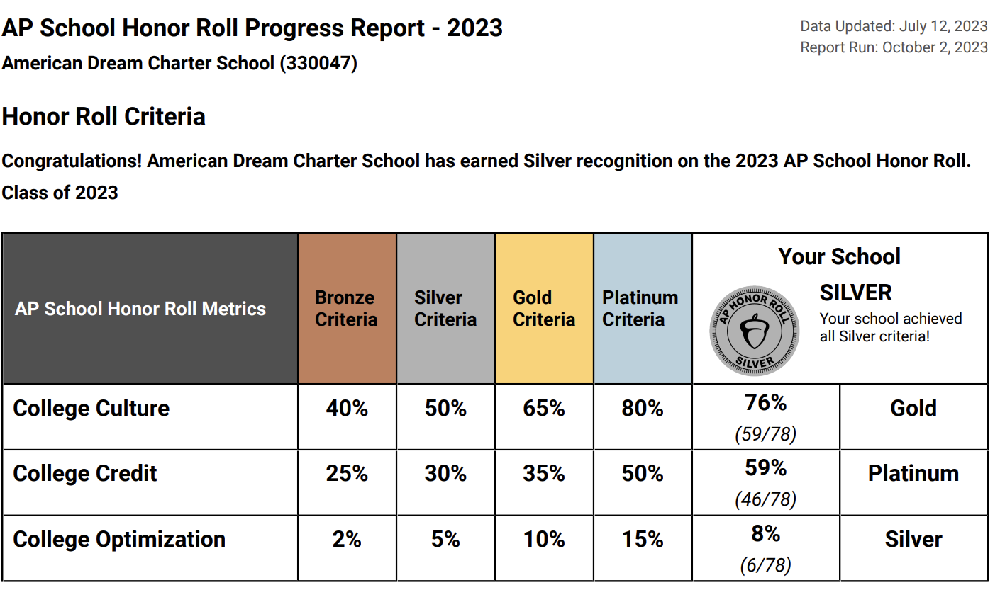 AP School Honor Roll Progress Report - 2023
Data Updated: July 12, 2023
American Dream Charter School (330047)
Report Run: October 2, 2023
Honor Roll Criteria
Congratulations! American Dream Charter School has earned Silver recognition on the 2023 AP School Honor Roll.
Class of 2023
AP School Honor Roll Metrics
Bronze
Criteria
Silver
Criteria
Gold
Criteria
Platinum
Criteria
Your School
AP HONOR ROLL
SILVER
SILVER
Your school achieved
all Silver criteria!
College Culture 40% 50% 65% 80% 76% Gold
(59/78)
College Credit 25% 30% 35% 50% 59% Platinum
(46/78)
College Optimization 2% 5% 10% 15% 8% Silver
(6/78)